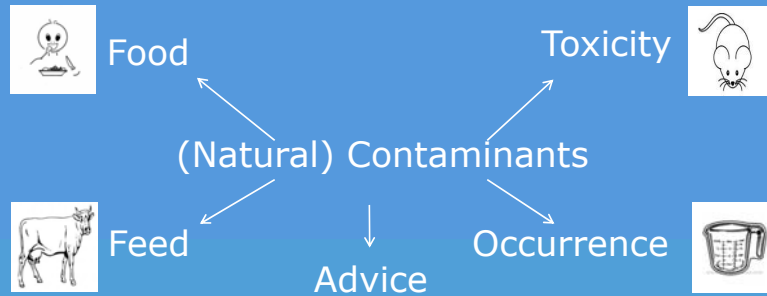 Food
Toxicity
(Natural) Contaminants
Feed
Occurrence
Advice